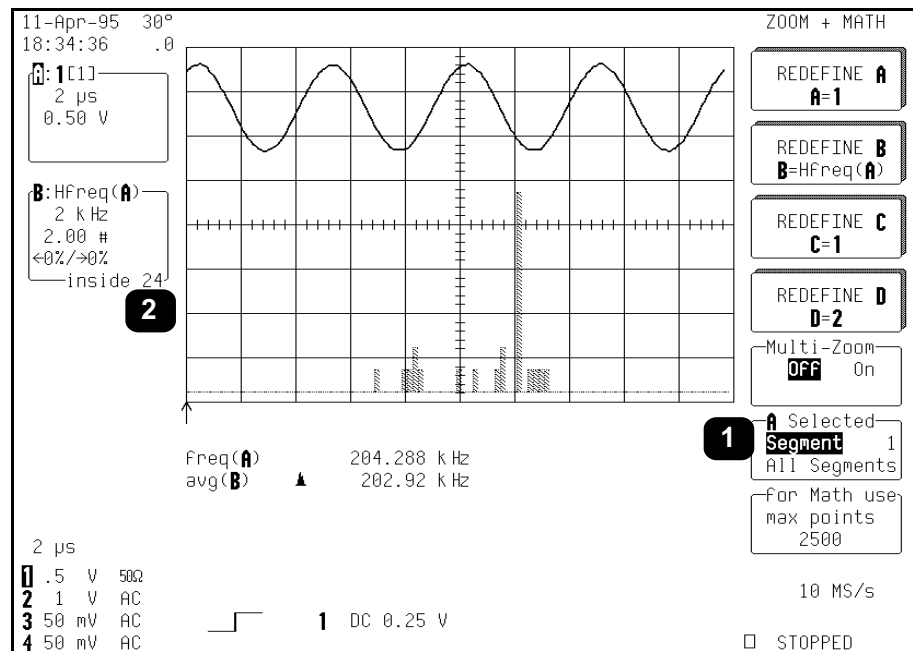 11-Apr-95 30°
18:34:36 .0
A:1[1]
2 µs
0.50 V
B:Hfreq(A)
2 kHz
2.00 #
←0%/→0%
inside 24
2
freq(A) 204.288 kHz
avg(B) 202.92 kHz
2 µs
1 .5 V 50Ω
2 1 V AC
3 50 mV AC
4 50 mV AC
1 DC 0.25 V
ZOOM + MATH
REDEFINE A
A=1
REDEFINE B
B=Hfreq(A)
REDEFINE C
C=1
REDEFINE D
D=2
Multi-Zoom
Off On
1
A Selected
Segment 1
All Segments
for Math use
max points
2500
10 MS/s
STOPPED